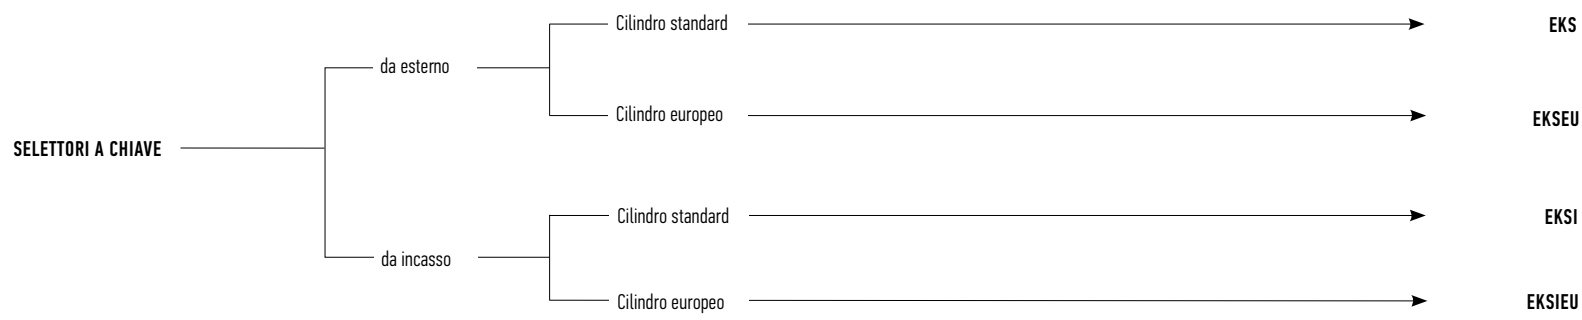 Cilindro standard
EKS
da esterno
Cilindro europeo
EKSEU
SELETTORI A CHIAVE
Cilindro standard
EKSI
da incasso
Cilindro europeo
EKSIEU